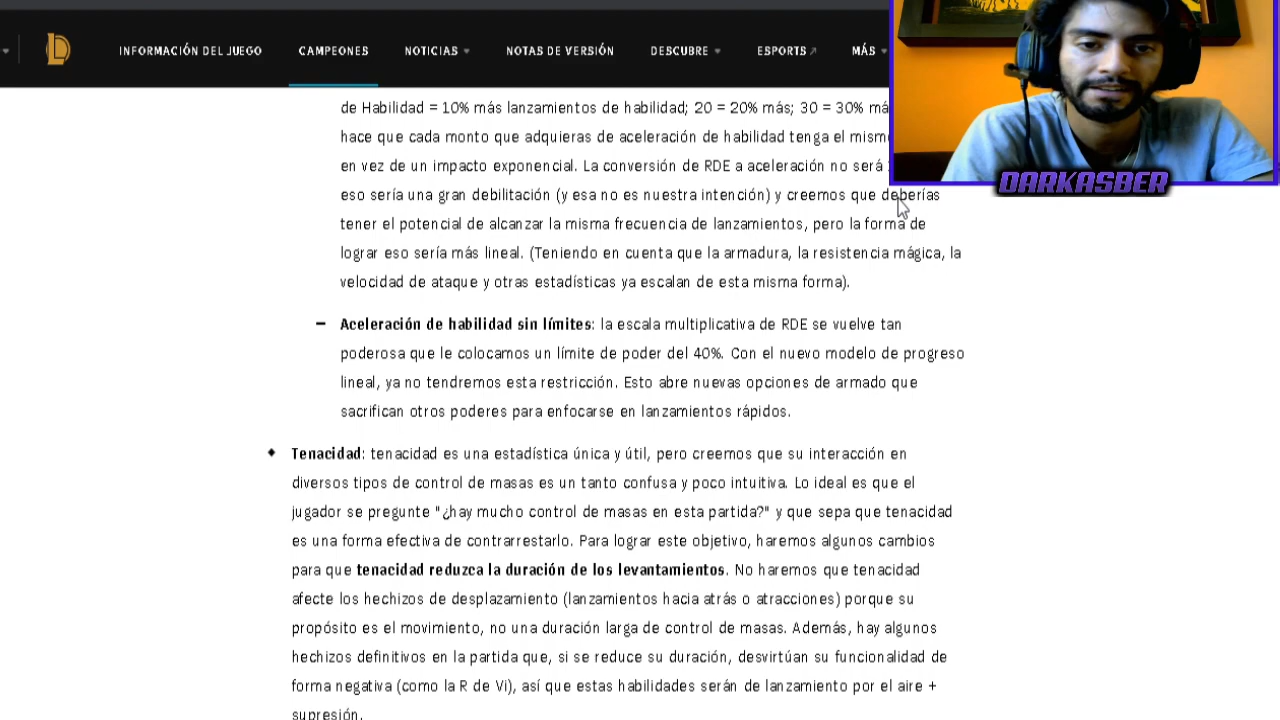 INFORMACIÓN DEL JUEGO CAMPEONES NOTICIAS NOTAS DE VERSIÓN DESCUBRE ESPORTS MÁS
de Habilidad = 10% más lanzamientos de habilidad; 20 = 20% más; 30 = 30% má
hace que cada monto que adquieras de aceleración de habilidad tenga el mismo
en vez de un impacto exponencial. La conversión de RDE a aceleración no será
eso sería una gran debilitación (y esa no es nuestra intención) y creemos que deberías
tener el potencial de alcanzar la misma frecuencia de lanzamientos, pero la forma de
lograr eso sería más lineal. (Teniendo en cuenta que la armadura, la resistencia mágica, la
velocidad de ataque y otras estadísticas ya escalan de esta misma forma).
– Aceleración de habilidad sin límites: la escala multiplicativa de RDE se vuelve tan
poderosa que le colocamos un límite de poder del 40%. Con el nuevo modelo de progreso
lineal, ya no tendremos esta restricción. Esto abre nuevas opciones de armado que
sacrifican otros poderes para enfocarse en lanzamientos rápidos.
◆ Tenacidad: tenacidad es una estadística única y útil, pero creemos que su interacción en
diversos tipos de control de masas es un tanto confusa y poco intuitiva. Lo ideal es que el
jugador se pregunte "¿hay mucho control de masas en esta partida?" y que sepa que tenacidad
es una forma efectiva de contrarrestarlo. Para lograr este objetivo, haremos algunos cambios
para que tenacidad reduzca la duración de los levantamientos. No haremos que tenacidad
afecte los hechizos de desplazamiento (lanzamientos hacia atrás o atracciones) porque su
propósito es el movimiento, no una duración larga de control de masas. Además, hay algunos
hechizos definitivos en la partida que, si se reduce su duración, desvirtúan su funcionalidad de
forma negativa (como la R de Vi), así que estas habilidades serán de lanzamiento por el aire +
supresión.
DARKASBER